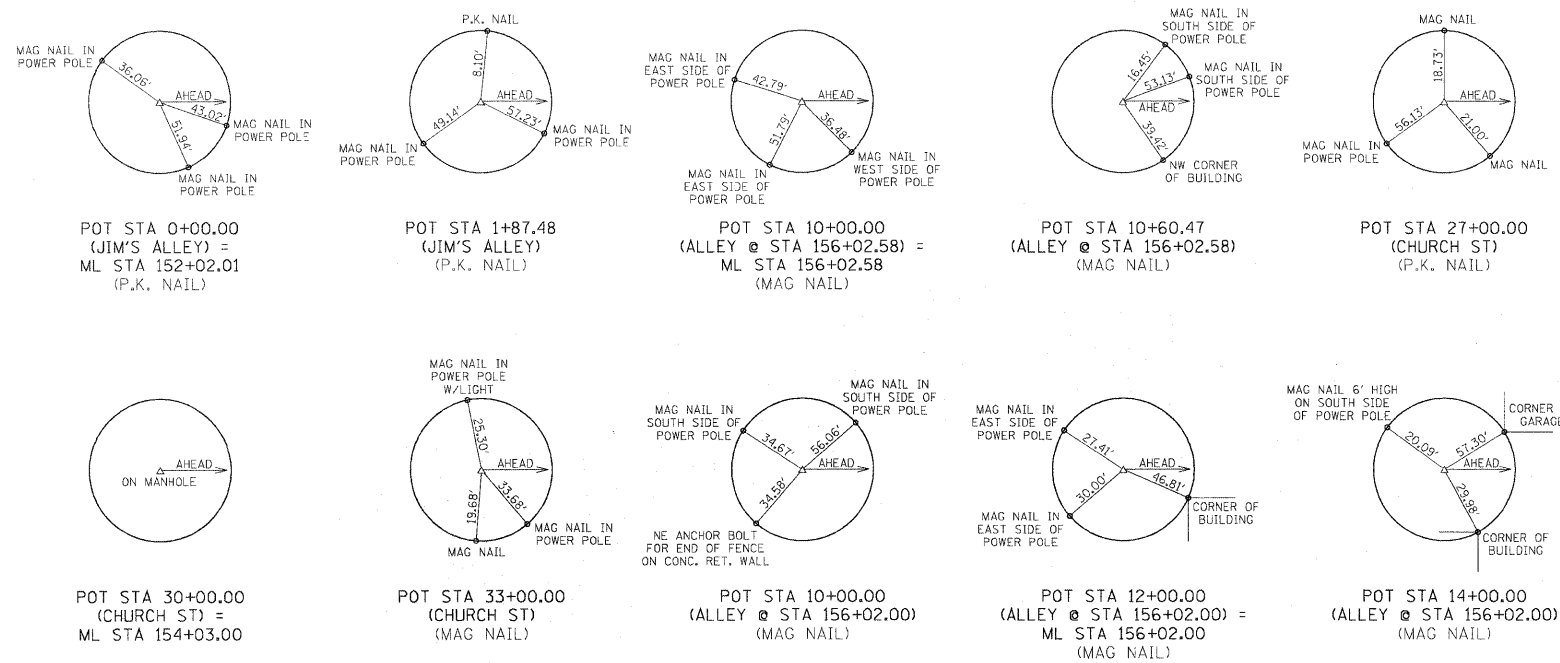 MAG NAIL IN
POWER POLE
36.06'
AHEAD
43.02'
51.94'
MAG NAIL IN
POWER POLE
MAG NAIL IN
POWER POLE
POT STA 0+00.00
(JIM'S ALLEY) =
ML STA 152+02.01
(P.K. NAIL)
P.K. NAIL
8.10'
AHEAD
49.14'
57.23'
MAG NAIL IN
POWER POLE
MAG NAIL IN
POWER POLE
POT STA 1+87.48
(JIM'S ALLEY)
(P.K. NAIL)
MAG NAIL IN
EAST SIDE OF
POWER POLE
42.79'
AHEAD
51.79'
36.48'
MAG NAIL IN
EAST SIDE OF
POWER POLE
MAG NAIL IN
WEST SIDE OF
POWER POLE
POT STA 10+00.00
(ALLEY @ STA 156+02.58) =
ML STA 156+02.58
(MAG NAIL)
MAG NAIL IN
SOUTH SIDE OF
POWER POLE
16.45'
53.13'
MAG NAIL IN
SOUTH SIDE OF
POWER POLE
AHEAD
39.42'
NW CORNER
OF BUILDING
POT STA 10+60.47
(ALLEY @ STA 156+02.58)
(MAG NAIL)
MAG NAIL
18.73'
AHEAD
56.13'
21.00'
MAG NAIL IN
POWER POLE
MAG NAIL
POT STA 27+00.00
(CHURCH ST)
(P.K. NAIL)
AHEAD
ON MANHOLE
POT STA 30+00.00
(CHURCH ST) =
ML STA 154+03.00
MAG NAIL IN
POWER POLE
W/LIGHT
25.30'
AHEAD
19.68'
33.68'
MAG NAIL IN
POWER POLE
MAG NAIL
POT STA 33+00.00
(CHURCH ST)
(MAG NAIL)
MAG NAIL IN
SOUTH SIDE OF
POWER POLE
34.67'
56.06'
MAG NAIL IN
SOUTH SIDE OF
POWER POLE
AHEAD
34.58'
NE ANCHOR BOLT
FOR END OF FENCE
ON CONC. RET. WALL
POT STA 10+00.00
(ALLEY @ STA 156+02.00)
(MAG NAIL)
MAG NAIL IN
EAST SIDE OF
POWER POLE
27.41'
AHEAD
30.00'
46.81'
MAG NAIL IN
EAST SIDE OF
POWER POLE
CORNER OF
BUILDING
POT STA 12+00.00
(ALLEY @ STA 156+02.00) =
ML STA 156+02.00
(MAG NAIL)
MAG NAIL 6' HIGH
ON SOUTH SIDE
OF POWER POLE
20.09'
57.30'
CORNER
GARAG
AHEAD
29.98'
CORNER OF
BUILDING
POT STA 14+00.00
(ALLEY @ STA 156+02.00)
(MAG NAIL)